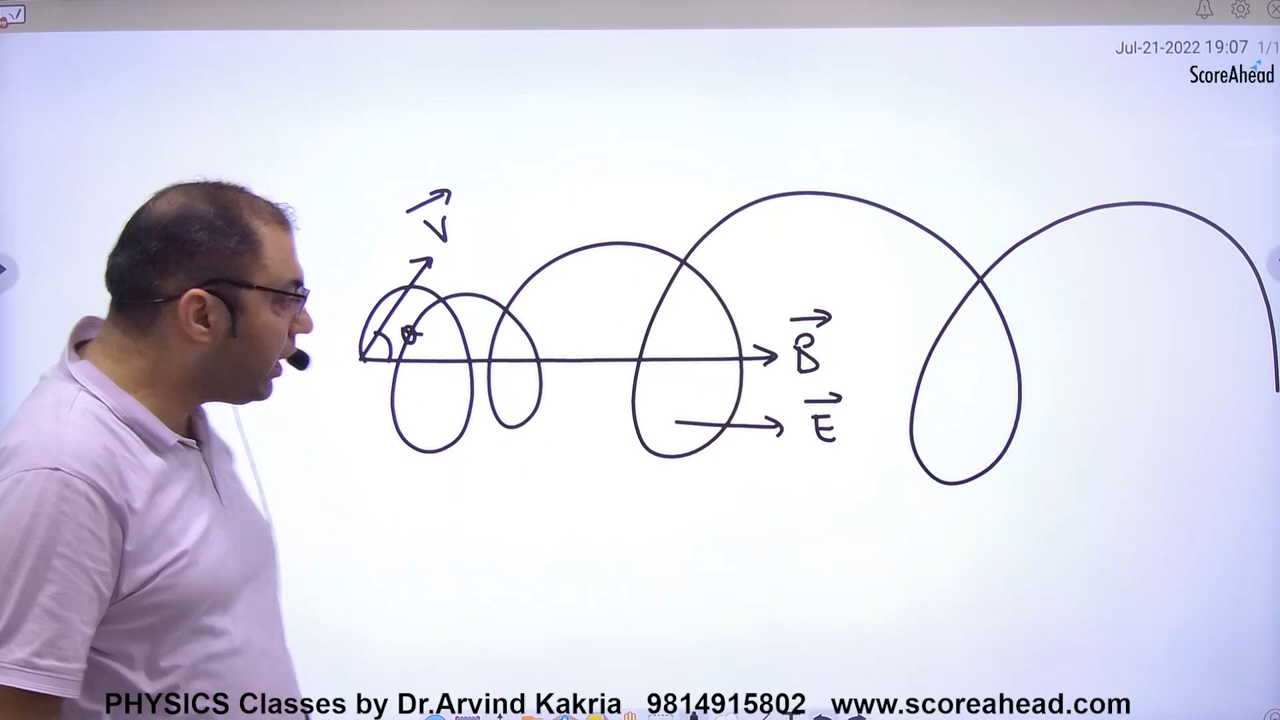 Jul-21-2022 19:07 1/1
ScoreAhead
V
θ
B
E
PHYSICS Classes by Dr.Arvind Kakria 9814915802 www.scoreahead.com